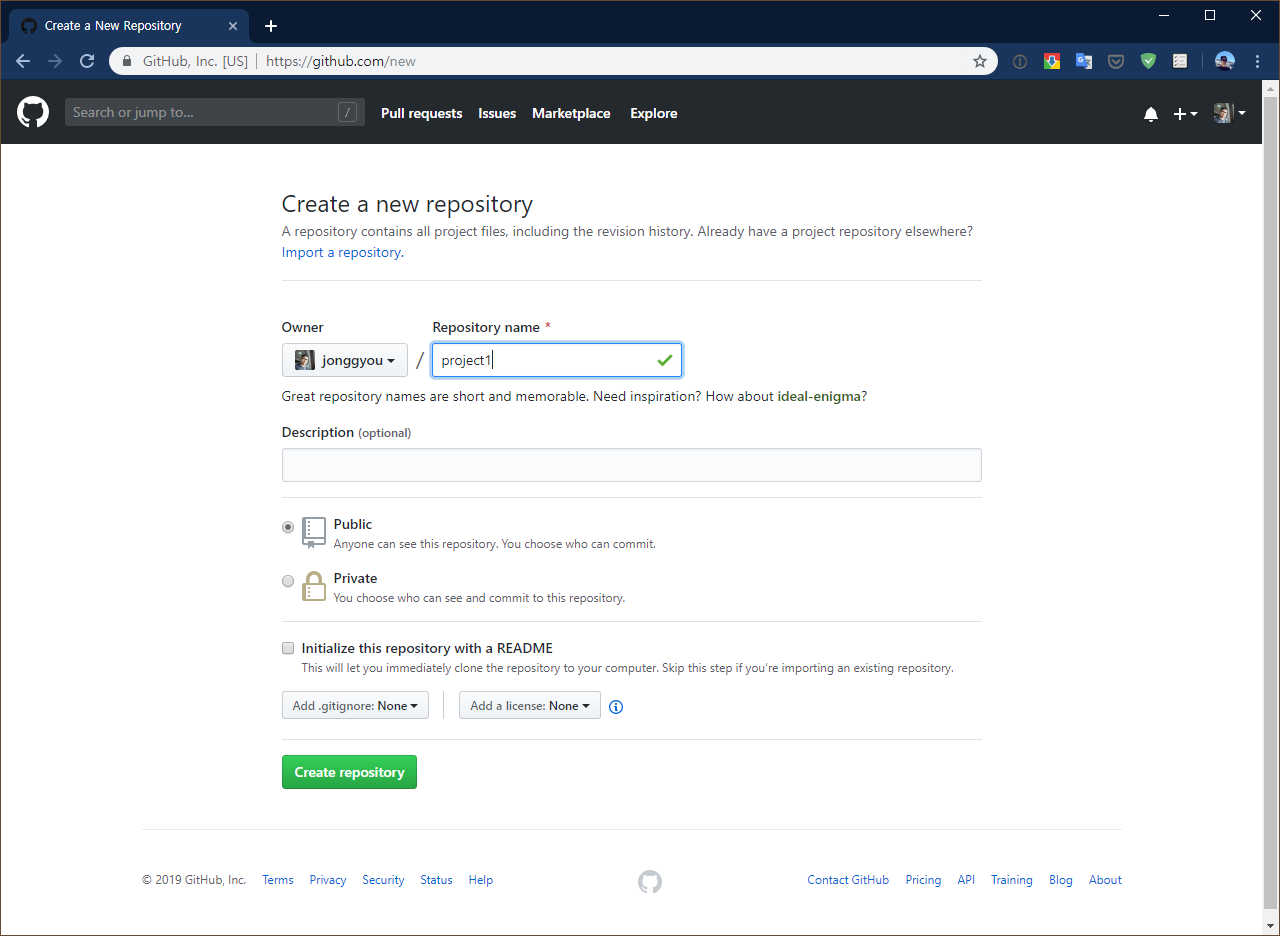 Create a New Repository
GitHub, Inc. [US] https://github.com/new
Search or jump to... / Pull requests Issues Marketplace Explore
Create a new repository
A repository contains all project files, including the revision history. Already have a project repository elsewhere?
Import a repository.
Owner Repository name *
jonggyou / project1
Great repository names are short and memorable. Need inspiration? How about ideal-enigma?
Description (optional)
Public
Anyone can see this repository. You choose who can commit.
Private
You choose who can see and commit to this repository.
Initialize this repository with a README
This will let you immediately clone the repository to your computer. Skip this step if you’re importing an existing repository.
Add .gitignore: None Add a license: None
Create repository
© 2019 GitHub, Inc. Terms Privacy Security Status Help Contact GitHub Pricing API Training Blog About